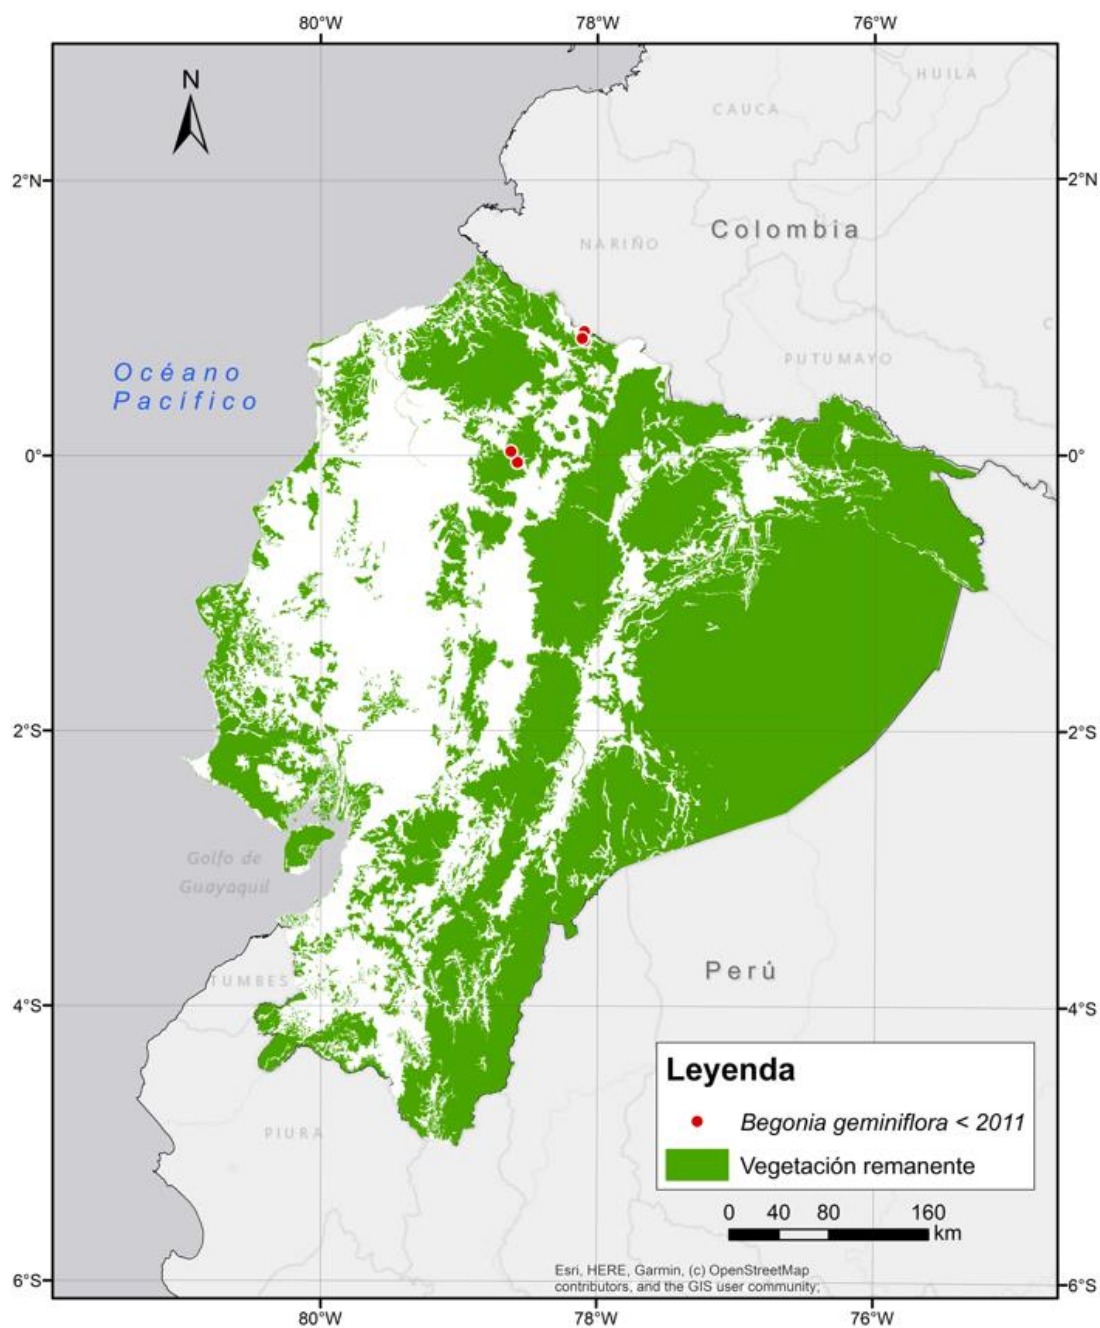 80°W 78°W 76°W
N
HUILA
CAUCA
2°N 2°N
Colombia
NARIÑO
PUTUMAYO
Océano
Pacífico
0° 0°
2°S 2°S
Golfo de
Guayaquil
Perú
TUMBES
4°S 4°S
Leyenda
Begonia geminiflora < 2011
PIURA
Vegetación remanente
0 40 80 160
km
Esri, HERE, Garmin, (c) OpenStreetMap
contributors, and the GIS user community;
6°S 6°S
80°W 78°W 76°W